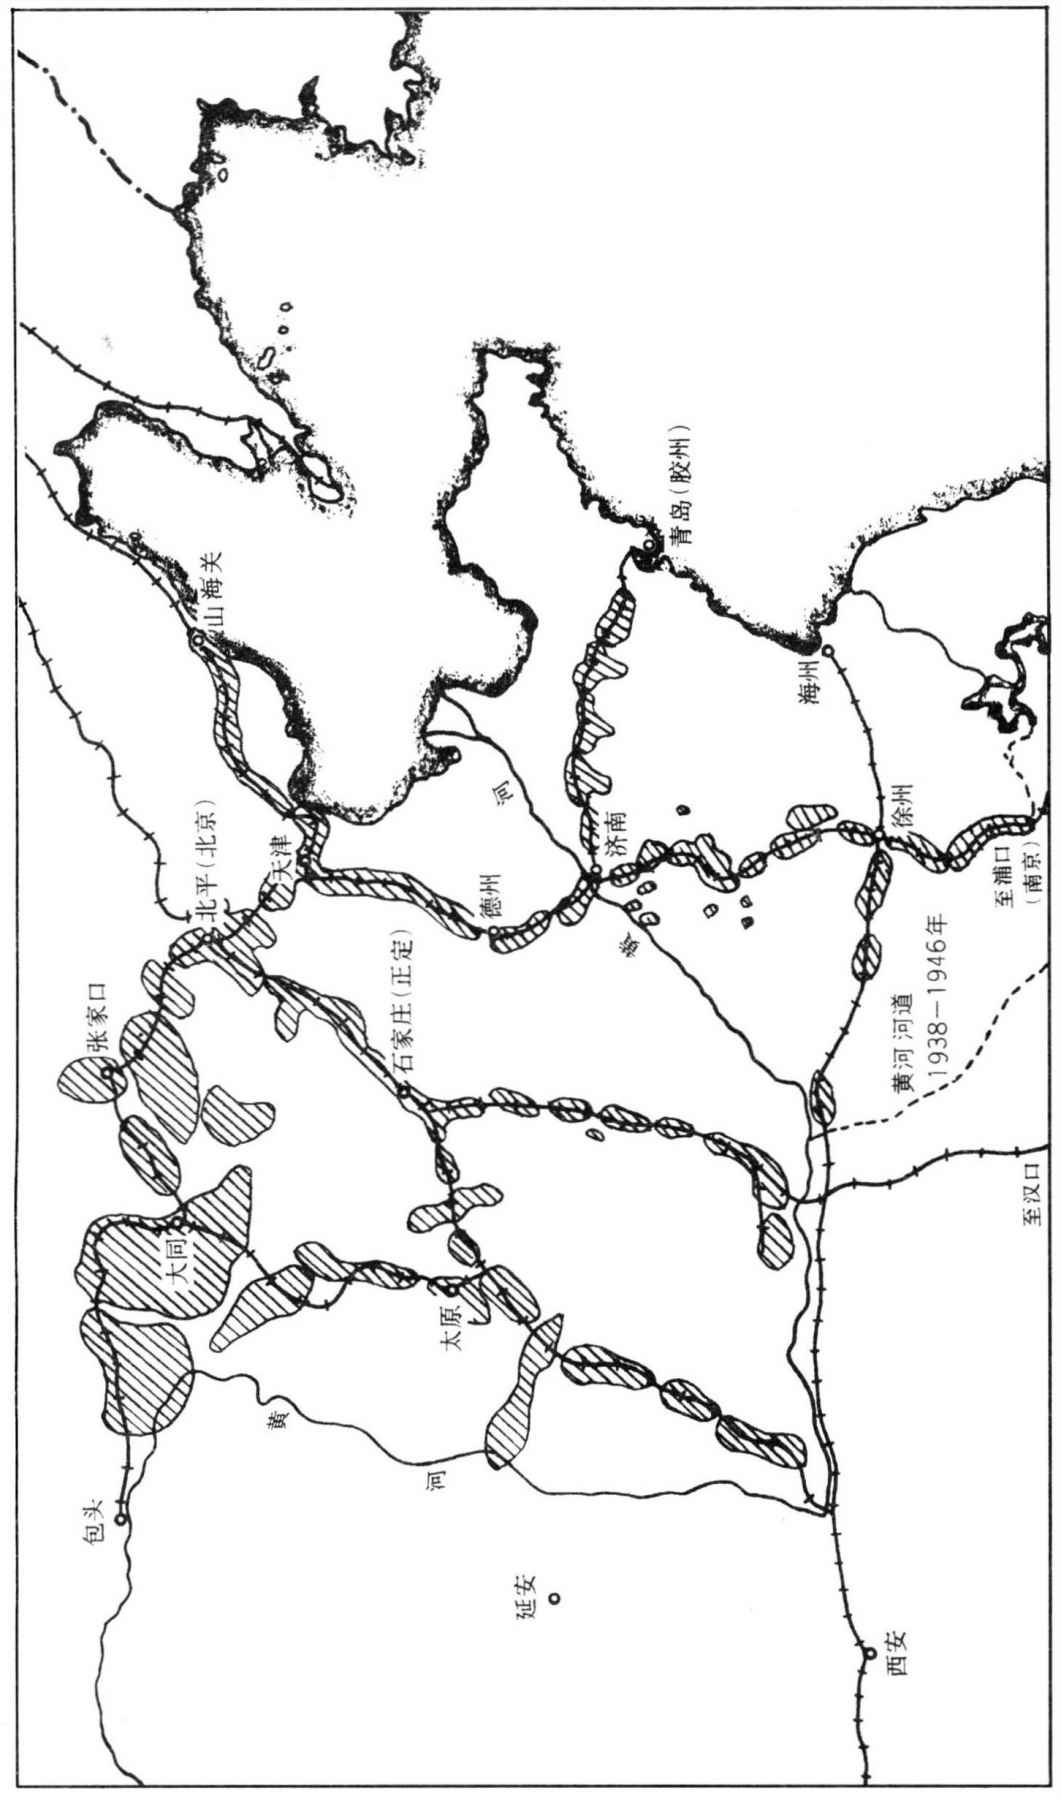 包头
大同
张家口
北平(北京)
山海关
天津
黄
河
太原
石家庄(正定)
德州
河
延安
济南
青岛(胶州)
海州
徐州
西安
黄河河道
1938—1946年
至汉口
至浦口
(南京)